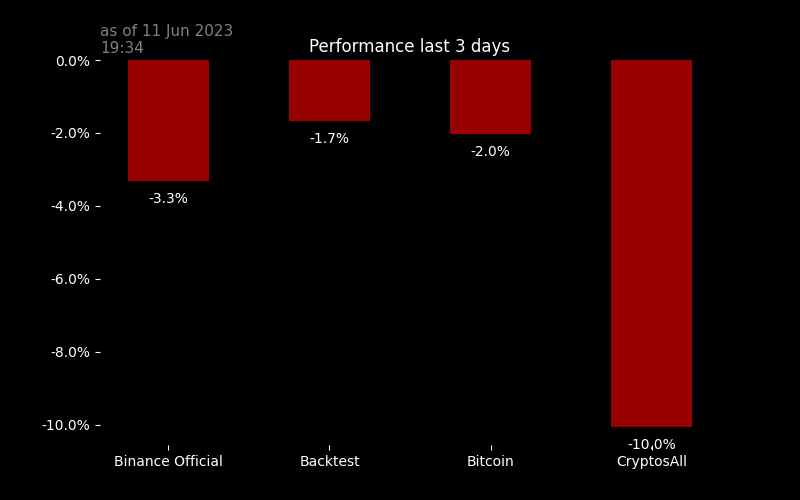 as of 11 Jun 2023
19:34
Performance last 3 days
0.0%
-2.0%
-4.0%
-6.0%
-8.0%
-10.0%
-3.3%
-1.7%
-2.0%
-10.0%
Binance Official
Backtest
Bitcoin
CryptosAll